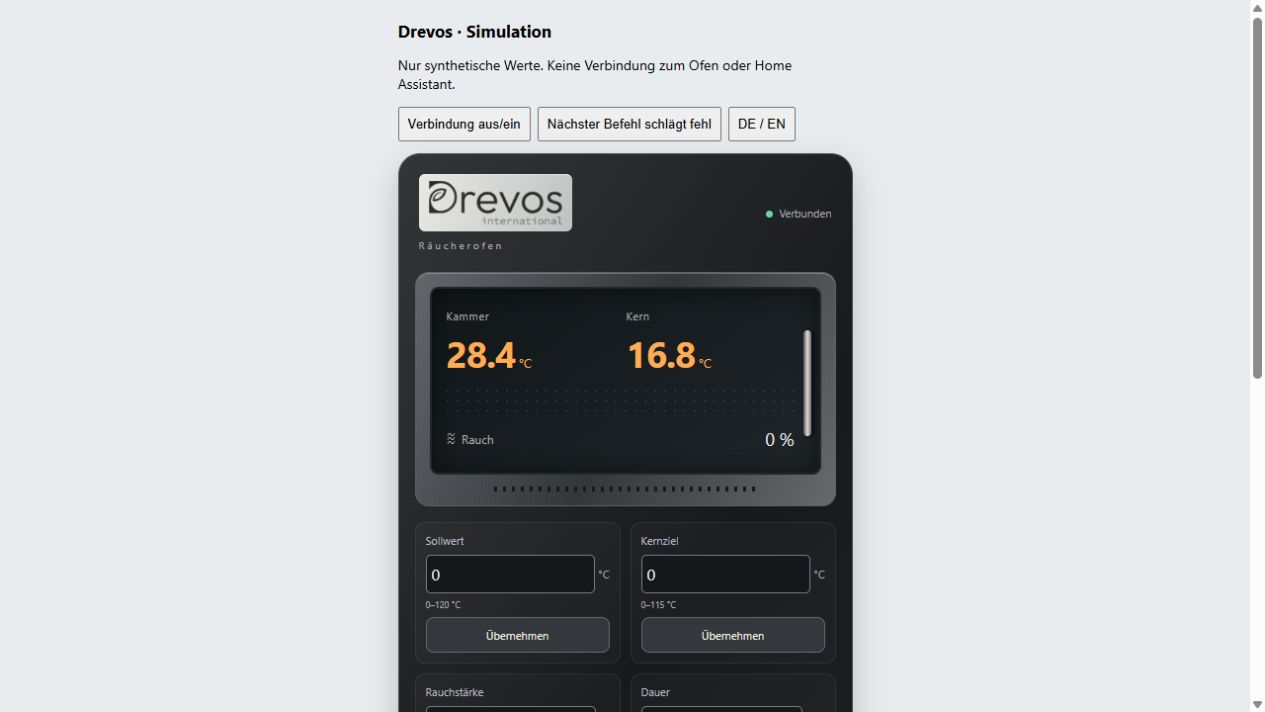 Drevos · Simulation
Nur synthetische Werte. Keine Verbindung zum Ofen oder Home
Assistant.
Verbindung aus/ein Nächster Befehl schlägt fehl DE / EN
Drevos
international
Verbunden
Räucherofen
Kammer Kern
28.4 °C 16.8 °C
Rauch 0 %
Sollwert Kernziel
0 °C 0 °C
0–120 °C 0–115 °C
Übernehmen Übernehmen
Rauchstärke Dauer